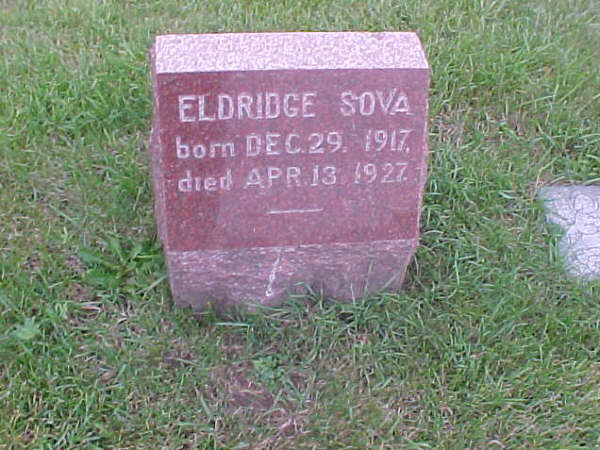 ELDRIDGE SOVA
born DEC. 29. 1917,
died APR. 13 1927.